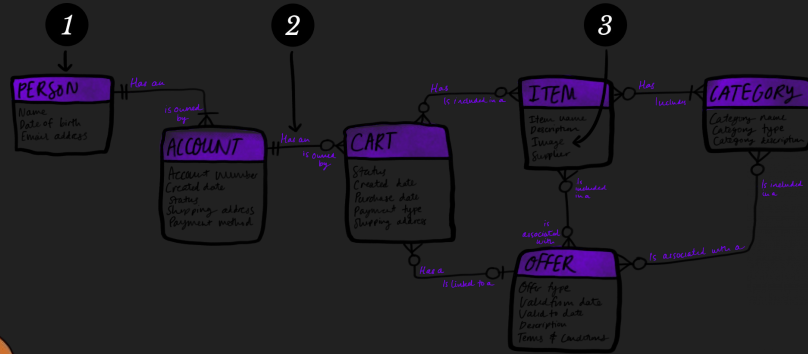 1
2
3
PERSON
Name
Date of birth
Email address
Has an
is owned
by
ACCOUNT
Account number
Created date
Status
Shipping address
Payment method
Has an
is owned
by
CART
Status
Created date
Purchase date
Payment type
Shipping address
Has
Is included in a
ITEM
Item name
Description
Image
Supplier
Has
Includes
CATEGORY
Category name
Category type
Category description
Is
included
in a
is
associated
with
Is included
in a
Has a
Is linked to a
OFFER
Offer type
Valid from date
Valid to date
Description
Terms & Conditions
Is associated with a